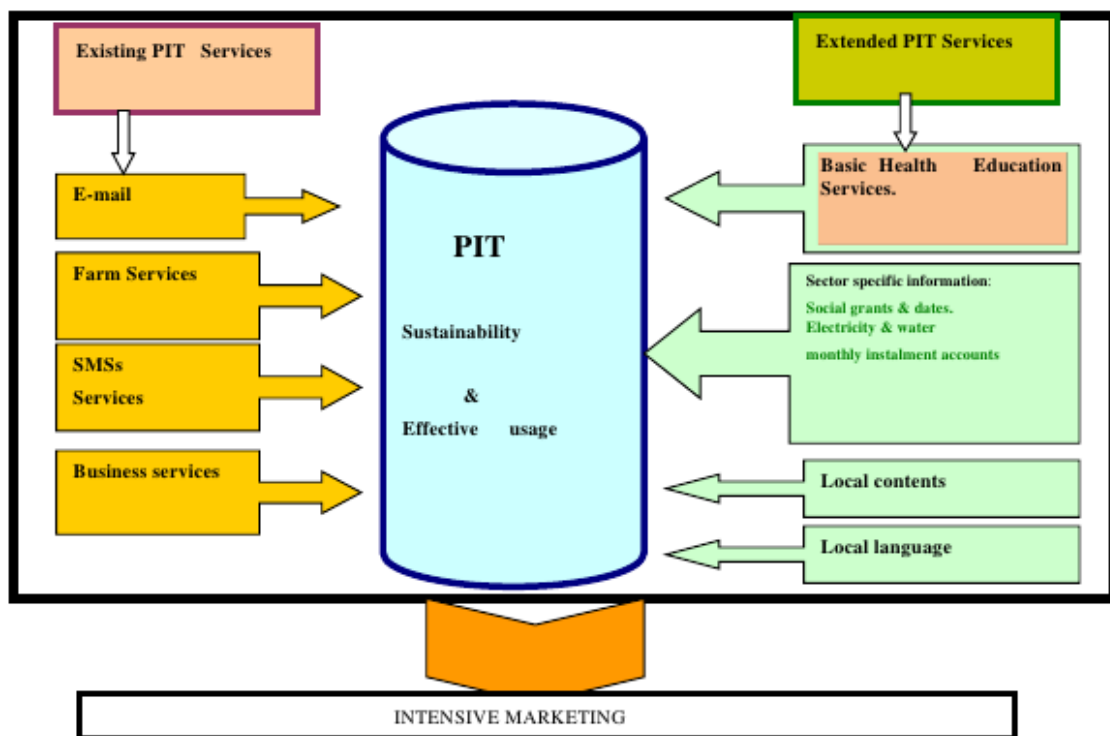 Existing PIT Services
Extended PIT Services
E-mail
Farm Services
SMSs
Services
Business services
PIT
Sustainability
&
Effective usage
Basic Health Education
Services.
Sector specific information:
Social grants & dates.
Electricity & water
monthly instalment accounts
Local contents
Local language
INTENSIVE MARKETING